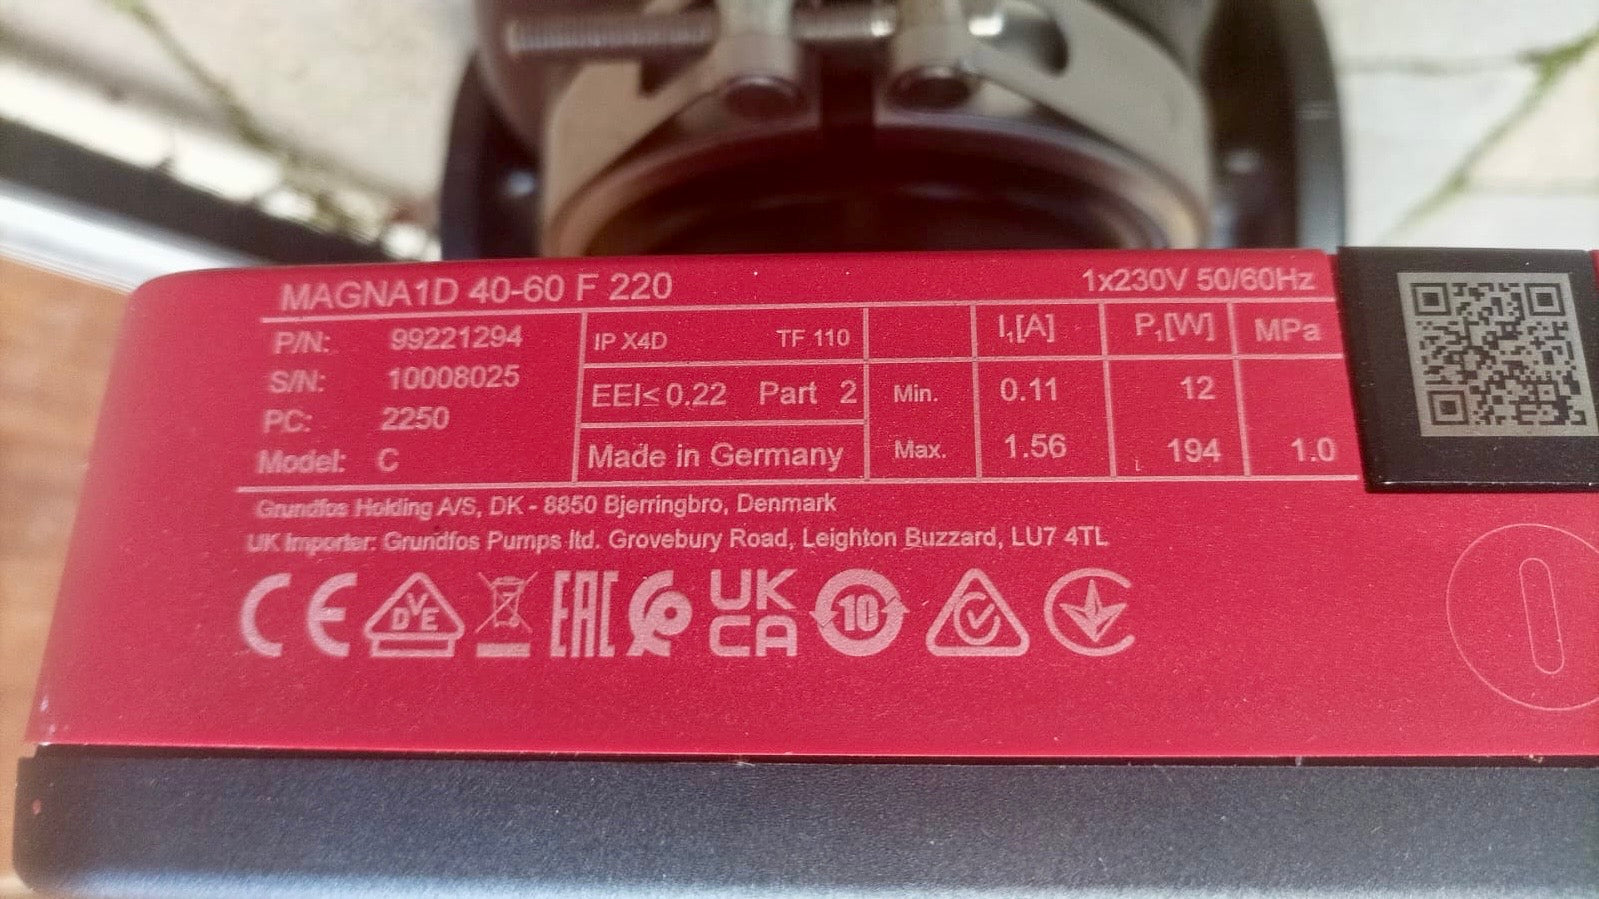 MAGNA1D 40-60 F 220 1x230V 50/60Hz
P/N: 99221294 IP X4D TF 110 I₁[A] P₁[W] MPa
S/N: 10008025 EEI< 0.22 Part 2 Min. 0.11 12
PC: 2250
Model: C Made in Germany Max. 1.56 194 1.0
Grundfos Holding A/S, DK - 8850 Bjerringbro, Denmark
UK Importer: Grundfos Pumps ltd. Grovebury Road, Leighton Buzzard, LU7 4TL
CE DVE EAC UK CA 10